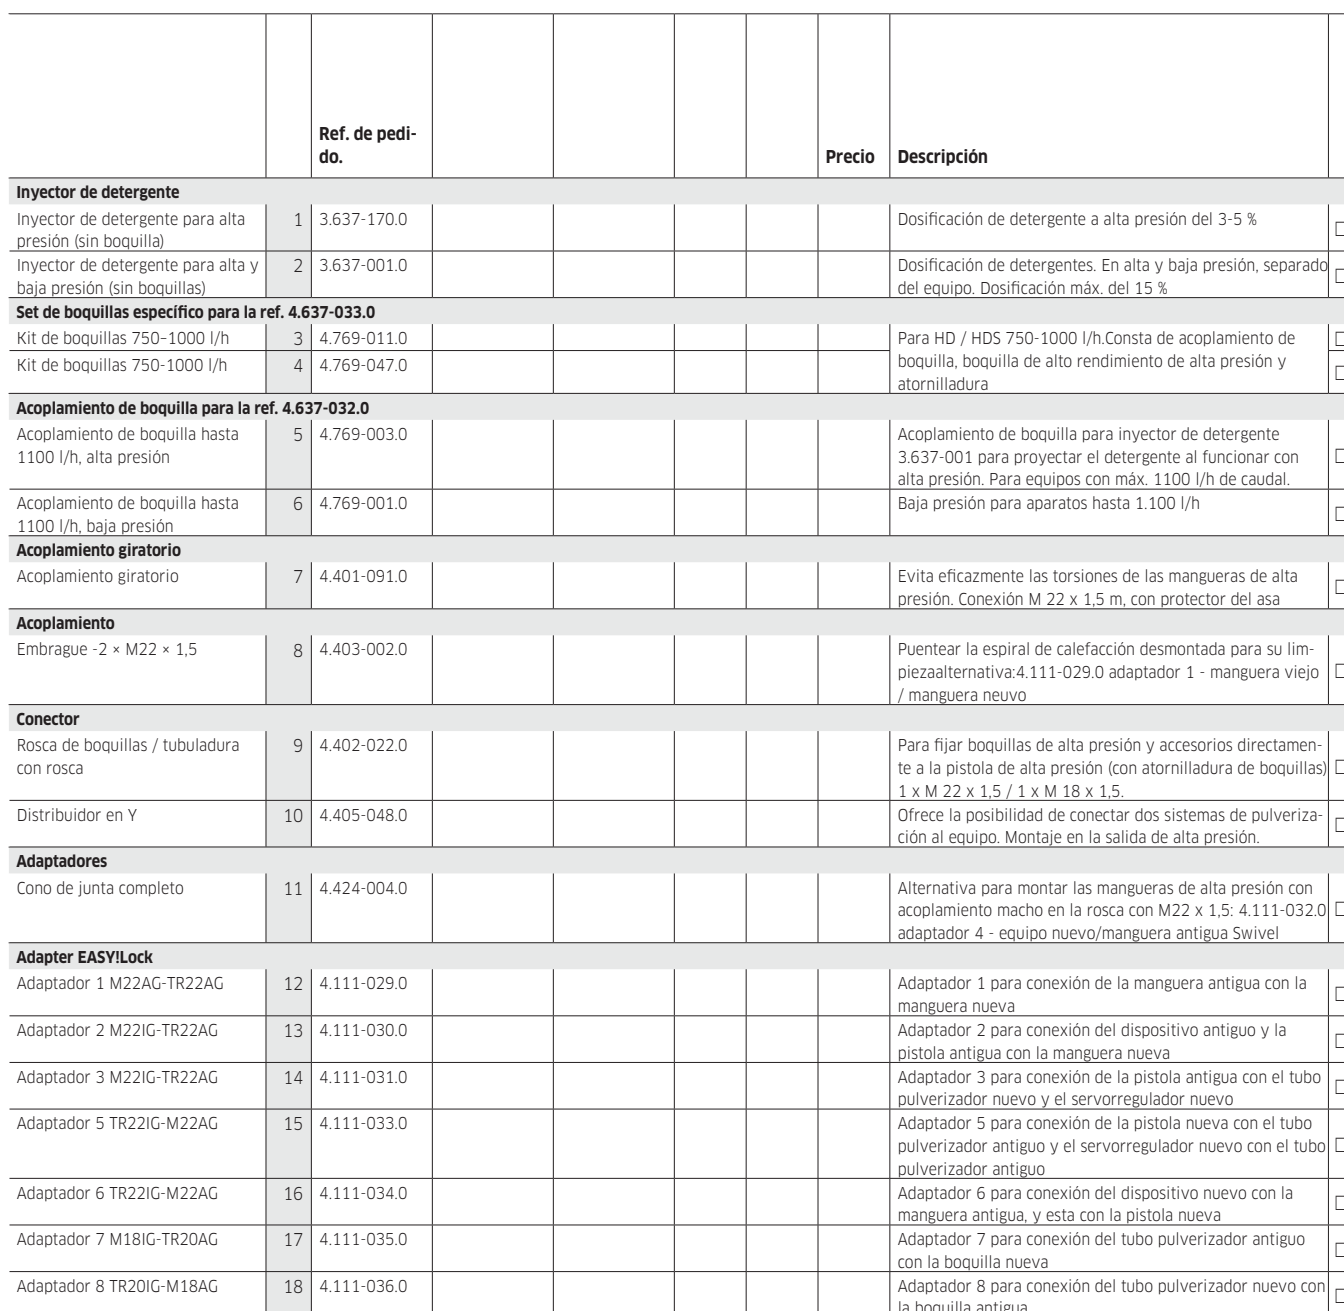 Ref. de pedi-
do.
Precio
Descripción
Inyector de detergente
Inyector de detergente para alta
presión (sin boquilla)
1
3.637-170.0
Dosificación de detergente a alta presión del 3-5 %
Inyector de detergente para alta y
baja presión (sin boquillas)
2
3.637-001.0
Dosificación de detergentes. En alta y baja presión, separado
del equipo. Dosificación máx. del 15 %
Set de boquillas específico para la ref. 4.637-033.0
Kit de boquillas 750–1000 l/h
3
4.769-011.0
Para HD / HDS 750-1000 l/h.Consta de acoplamiento de
boquilla, boquilla de alto rendimiento de alta presión y
atornilladura
Kit de boquillas 750-1000 l/h
4
4.769-047.0
Acoplamiento de boquilla para la ref. 4.637-032.0
Acoplamiento de boquilla hasta
1100 l/h, alta presión
5
4.769-003.0
Acoplamiento de boquilla para inyector de detergente
3.637-001 para proyectar el detergente al funcionar con
alta presión. Para equipos con máx. 1100 l/h de caudal.
Acoplamiento de boquilla hasta
1100 l/h, baja presión
6
4.769-001.0
Baja presión para aparatos hasta 1.100 l/h
Acoplamiento giratorio
Acoplamiento giratorio
7
4.401-091.0
Evita eficazmente las torsiones de las mangueras de alta
presión. Conexión M 22 x 1,5 m, con protector del asa
Acoplamiento
Embrague -2 × M22 × 1,5
8
4.403-002.0
Puentear la espiral de calefacción desmontada para su lim-
piezaalternativa:4.111-029.0 adaptador 1 - manguera viejo
/ manguera neuvo
Conector
Rosca de boquillas / tubuladura
con rosca
9
4.402-022.0
Para fijar boquillas de alta presión y accesorios directamen-
te a la pistola de alta presión (con atornilladura de boquillas)
1 x M 22 x 1,5 / 1 x M 18 x 1,5.
Distribuidor en Y
10
4.405-048.0
Ofrece la posibilidad de conectar dos sistemas de pulveriza-
ción al equipo. Montaje en la salida de alta presión.
Adaptadores
Cono de junta completo
11
4.424-004.0
Alternativa para montar las mangueras de alta presión con
acoplamiento macho en la rosca con M22 x 1,5: 4.111-032.0
adaptador 4 - equipo nuevo/manguera antigua Swivel
Adapter EASY!Lock
Adaptador 1 M22AG-TR22AG
12
4.111-029.0
Adaptador 1 para conexión de la manguera antigua con la
manguera nueva
Adaptador 2 M22IG-TR22AG
13
4.111-030.0
Adaptador 2 para conexión del dispositivo antiguo y la
pistola antigua con la manguera nueva
Adaptador 3 M22IG-TR22AG
14
4.111-031.0
Adaptador 3 para conexión de la pistola antigua con el tubo
pulverizador nuevo y el servorregulador nuevo
Adaptador 5 TR22IG-M22AG
15
4.111-033.0
Adaptador 5 para conexión de la pistola nueva con el tubo
pulverizador antiguo y el servorregulador nuevo con el tubo
pulverizador antiguo
Adaptador 6 TR22IG-M22AG
16
4.111-034.0
Adaptador 6 para conexión del dispositivo nuevo con la
manguera antigua, y esta con la pistola nueva
Adaptador 7 M18IG-TR20AG
17
4.111-035.0
Adaptador 7 para conexión del tubo pulverizador antiguo
con la boquilla nueva
Adaptador 8 TR20IG-M18AG
18
4.111-036.0
Adaptador 8 para conexión del tubo pulverizador nuevo con
la boquilla antigua